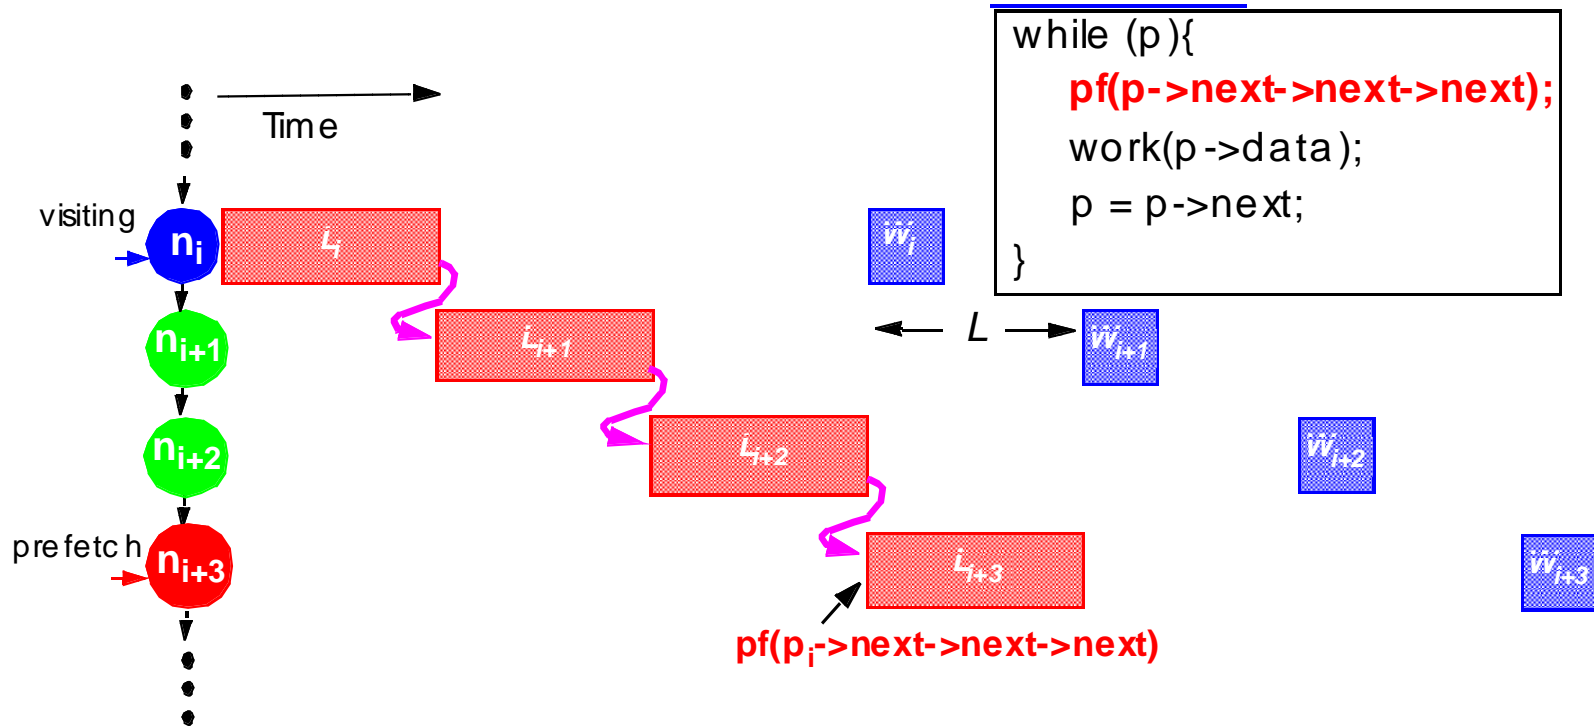 while (p){
pf(p->next->next->next);
work(p->data);
p = p->next;
}
Time
visiting
nᵢ
Lᵢ
Wᵢ
nᵢ₊₁
Lᵢ₊₁
L
Wᵢ₊₁
nᵢ₊₂
Lᵢ₊₂
Wᵢ₊₂
prefetch
nᵢ₊₃
Lᵢ₊₃
Wᵢ₊₃
pf(pᵢ->next->next->next)